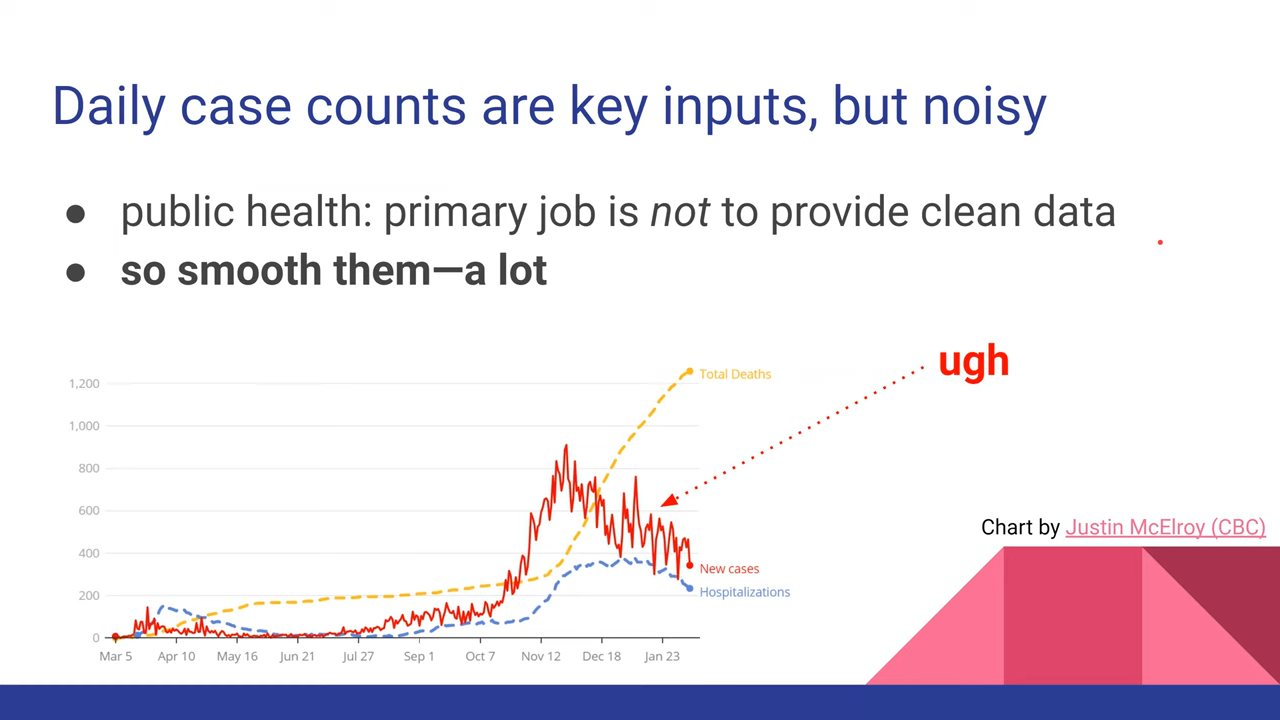 Daily case counts are key inputs, but noisy
● public health: primary job is not to provide clean data
● so smooth them—a lot
ugh
1,200
1,000
800
600
400
200
0
Total Deaths
New cases
Hospitalizations
Mar 5 Apr 10 May 16 Jun 21 Jul 27 Sep 1 Oct 7 Nov 12 Dec 18 Jan 23
Chart by Justin McElroy (CBC)